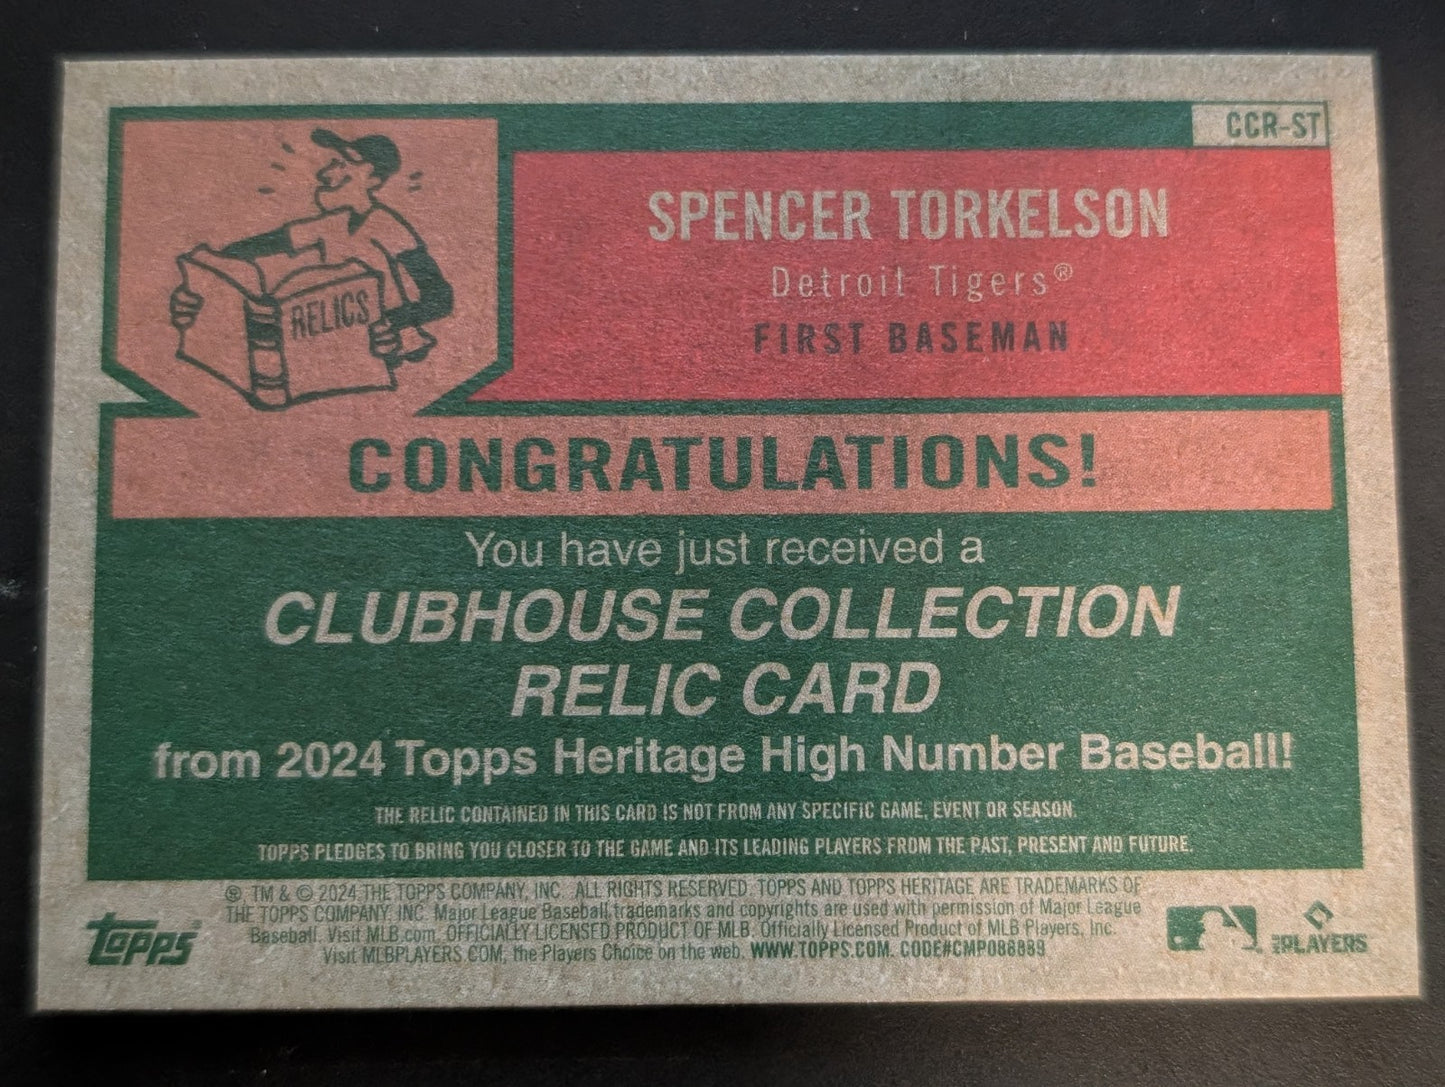 CCR-ST
RELICS
SPENCER TORKELSON
Detroit Tigers®
FIRST BASEMAN
CONGRATULATIONS!
You have just received a
CLUBHOUSE COLLECTION
RELIC CARD
from 2024 Topps Heritage High Number Baseball!
THE RELIC CONTAINED IN THIS CARD IS NOT FROM ANY SPECIFIC GAME, EVENT OR SEASON.
TOPPS PLEDGES TO BRING YOU CLOSER TO THE GAME AND ITS LEADING PLAYERS FROM THE PAST, PRESENT AND FUTURE.
®, TM & © 2024 THE TOPPS COMPANY, INC. ALL RIGHTS RESERVED. TOPPS AND TOPPS HERITAGE ARE TRADEMARKS OF
THE TOPPS COMPANY, INC. Major League Baseball trademarks and copyrights are used with permission of Major League
Baseball. Visit MLB.com. OFFICIALLY LICENSED PRODUCT OF MLB. Officially Licensed Product of MLB Players, Inc.
Visit MLBPLAYERS.COM, the Players Choice on the web. WWW.TOPPS.COM. CODE#CMP088889
topps
PLAYERS